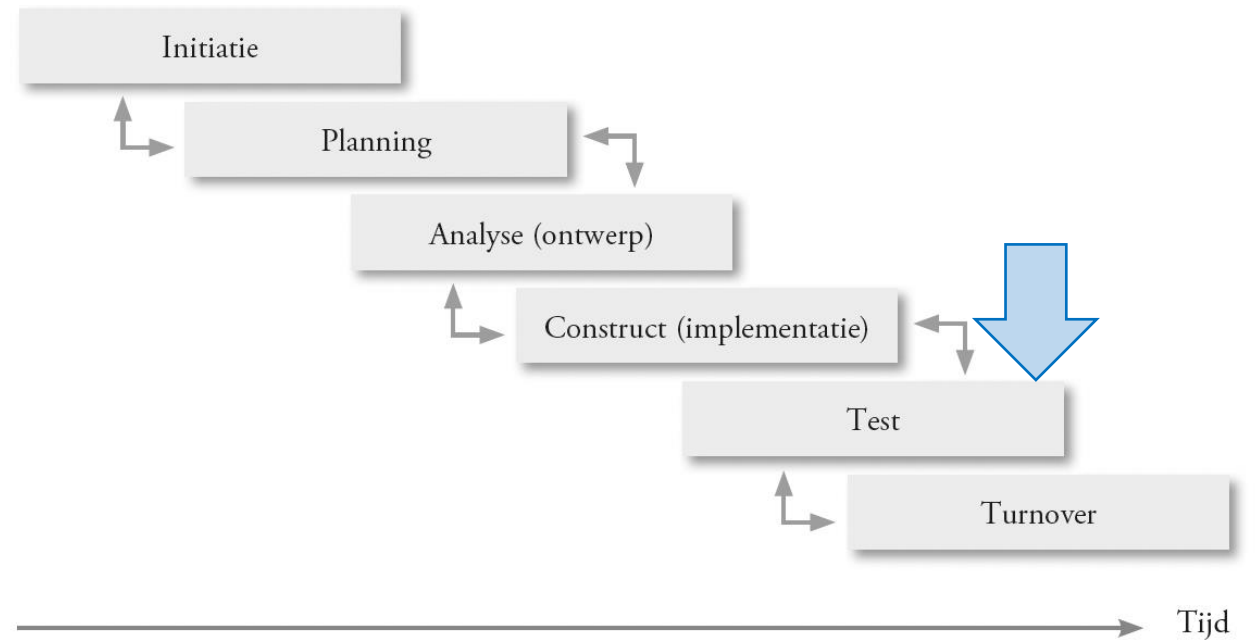 Initiatie
Planning
Analyse (ontwerp)
Construct (implementatie)
Test
Turnover
Tijd